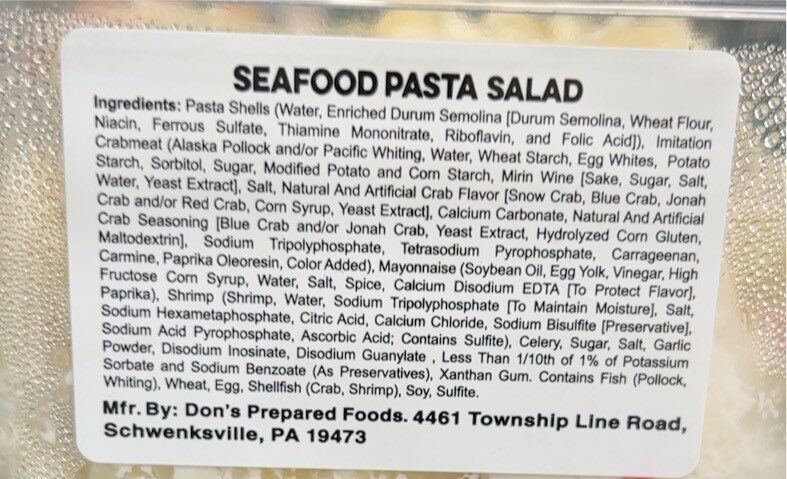 SEAFOOD PASTA SALAD
Ingredients: Pasta Shells (Water, Enriched Durum Semolina [Durum Semolina, Wheat Flour,
Niacin, Ferrous Sulfate, Thiamine Mononitrate, Riboflavin, and Folic Acid]), Imitation
Crabmeat (Alaska Pollock and/or Pacific Whiting, Water, Wheat Starch, Egg Whites, Potato
Starch, Sorbitol, Sugar, Modified Potato and Corn Starch, Mirin Wine [Sake, Sugar, Salt,
Water, Yeast Extract], Salt, Natural And Artificial Crab Flavor [Snow Crab, Blue Crab, Jonah
Crab and/or Red Crab, Corn Syrup, Yeast Extract], Calcium Carbonate, Natural And Artificial
Crab Seasoning [Blue Crab and/or Jonah Crab, Yeast Extract, Hydrolyzed Corn Gluten,
Maltodextrin], Sodium Tripolyphosphate, Tetrasodium Pyrophosphate, Carrageenan,
Carmine, Paprika Oleoresin, Color Added), Mayonnaise (Soybean Oil, Egg Yolk, Vinegar, High
Fructose Corn Syrup, Water, Salt, Spice, Calcium Disodium EDTA [To Protect Flavor],
Paprika), Shrimp (Shrimp, Water, Sodium Tripolyphosphate [To Maintain Moisture], Salt,
Sodium Hexametaphosphate, Citric Acid, Calcium Chloride, Sodium Bisulfite [Preservative],
Sodium Acid Pyrophosphate, Ascorbic Acid; Contains Sulfite), Celery, Sugar, Salt, Garlic
Powder, Disodium Inosinate, Disodium Guanylate , Less Than 1/10th of 1% of Potassium
Sorbate and Sodium Benzoate (As Preservatives), Xanthan Gum. Contains Fish (Pollock,
Whiting), Wheat, Egg, Shellfish (Crab, Shrimp), Soy, Sulfite.
Mfr. By: Don's Prepared Foods. 4461 Township Line Road,
Schwenksville, PA 19473